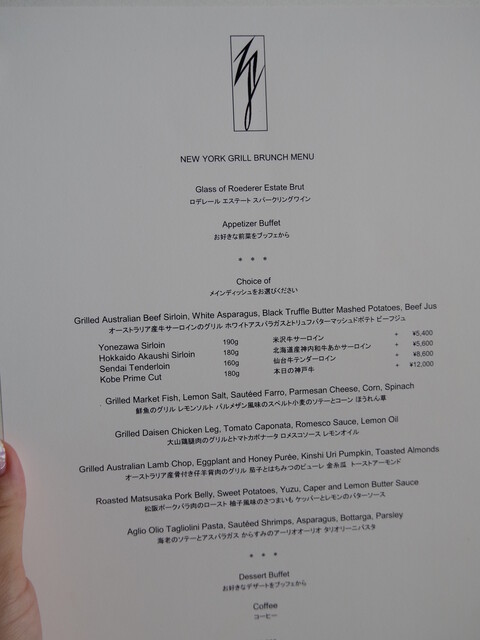 NEW YORK GRILL BRUNCH MENU
Glass of Roederer Estate Brut
ロデレール エステート スパークリングワイン
Appetizer Buffet
お好きな前菜をブッフェから
* * *
Choice of
メインディッシュをお選びください
Grilled Australian Beef Sirloin, White Asparagus, Black Truffle Butter Mashed Potatoes, Beef Jus
オーストラリア産牛サーロインのグリル ホワイトアスパラガスとトリュフバターマッシュドポテト ビーフジュ
Yonezawa Sirloin 190g 米沢牛サーロイン + ¥5,400
Hokkaido Akaushi Sirloin 180g 北海道産神内和牛あかサーロイン + ¥5,600
Sendai Tenderloin 160g 仙台牛テンダーロイン + ¥8,600
Kobe Prime Cut 180g 本日の神戸牛 + ¥12,000
Grilled Market Fish, Lemon Salt, Sautéed Farro, Parmesan Cheese, Corn, Spinach
鮮魚のグリル レモンソルト パルメザン風味のスペルト小麦のソテーとコーン ほうれん草
Grilled Daisen Chicken Leg, Tomato Caponata, Romesco Sauce, Lemon Oil
大山鶏腿肉のグリルとトマトカポナータ ロメスコソース レモンオイル
Grilled Australian Lamb Chop, Eggplant and Honey Purée, Kinshi Uri Pumpkin, Toasted Almonds
オーストラリア産骨付き仔羊背肉のグリル 茄子とはちみつのピューレ 金糸瓜 トーストアーモンド
Roasted Matsusaka Pork Belly, Sweet Potatoes, Yuzu, Caper and Lemon Butter Sauce
松阪ポークバラ肉のロースト 柚子風味のさつまいも ケッパーとレモンのバターソース
Aglio Olio Tagliolini Pasta, Sautéed Shrimps, Asparagus, Bottarga, Parsley
海老のソテーとアスパラガス からすみのアーリオオーリオ タリオリーニパスタ
* * *
Dessert Buffet
お好きなデザートをブッフェから
Coffee
コーヒー